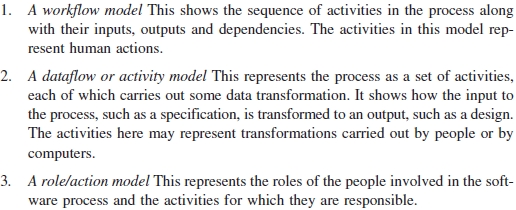 1. A workflow model This shows the sequence of activities in the process along
with their inputs, outputs and dependencies. The activities in this model rep-
resent human actions.
2. A dataflow or activity model This represents the process as a set of activities,
each of which carries out some data transformation. It shows how the input to
the process, such as a specification, is transformed to an output, such as a design.
The activities here may represent transformations carried out by people or by
computers.
3. A role/action model This represents the roles of the people involved in the soft-
ware process and the activities for which they are responsible.